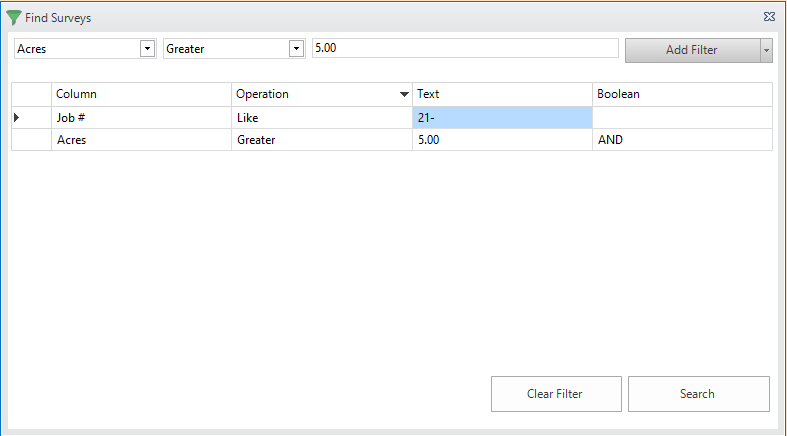 Find Surveys
Acres Greater 5.00 Add Filter
Column Operation Text Boolean
Job # Like 21-
Acres Greater 5.00 AND
Clear Filter Search